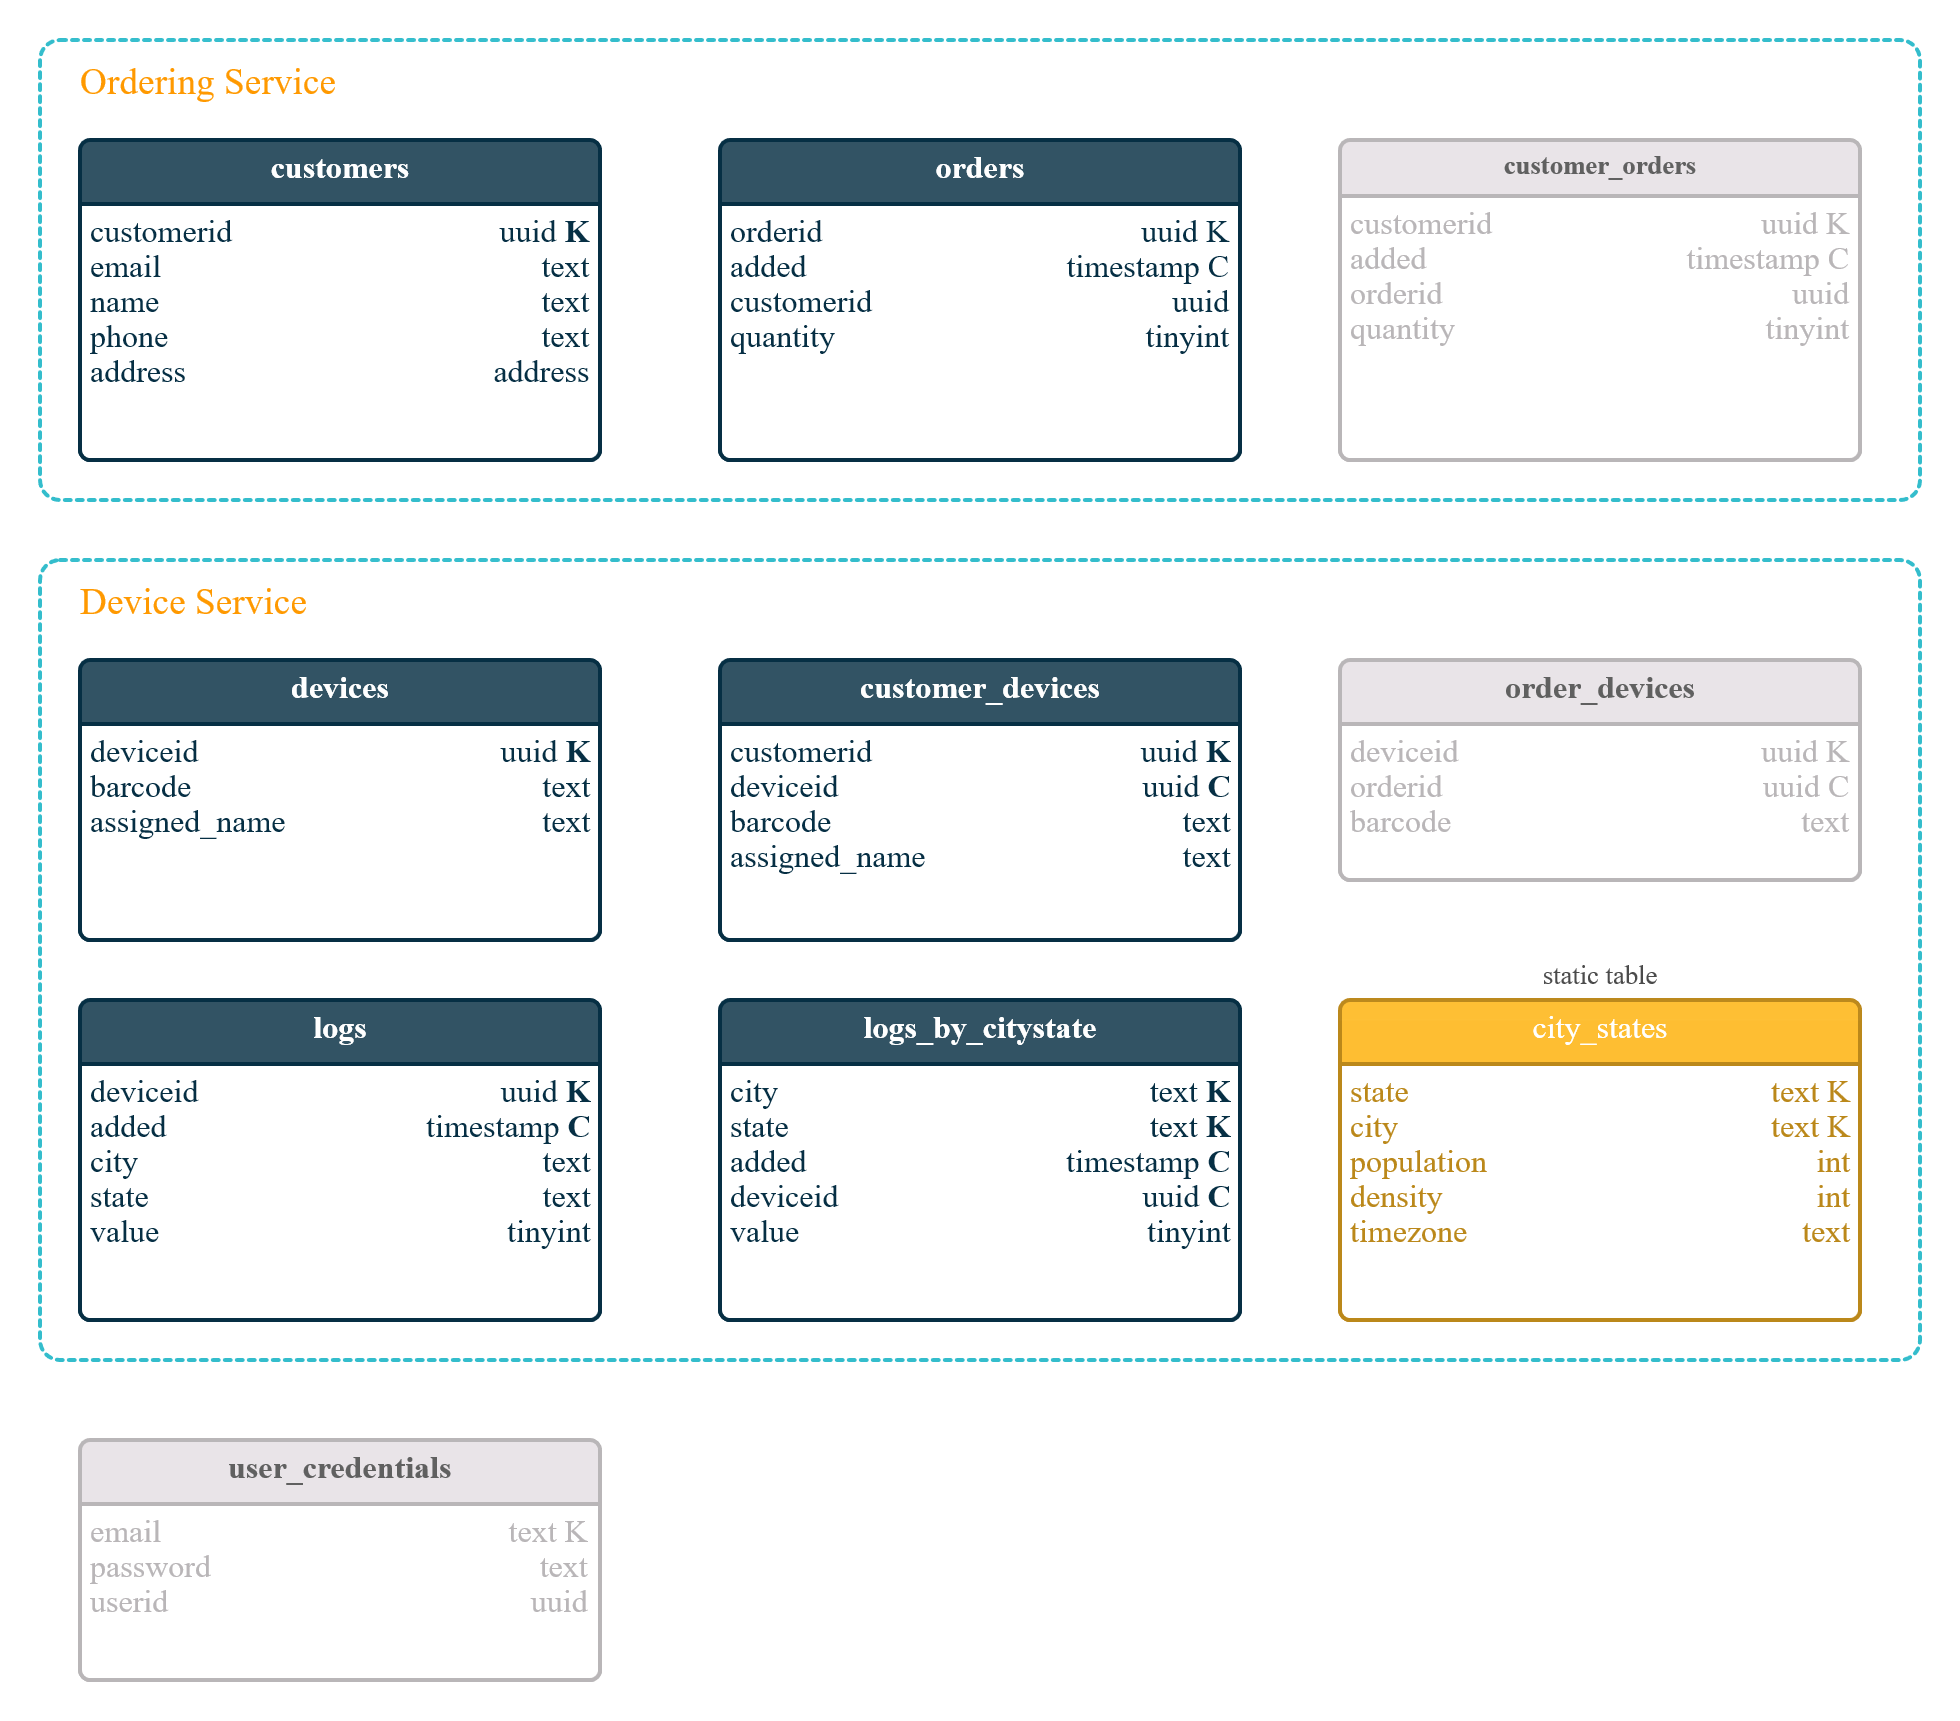 Ordering Service
customers
customerid uuid K
email text
name text
phone text
address address
orders
orderid uuid K
added timestamp C
customerid uuid
quantity tinyint
customer_orders
customerid uuid K
added timestamp C
orderid uuid
quantity tinyint
Device Service
devices
deviceid uuid K
barcode text
assigned_name text
customer_devices
customerid uuid K
deviceid uuid C
barcode text
assigned_name text
order_devices
deviceid uuid K
orderid uuid C
barcode text
logs
deviceid uuid K
added timestamp C
city text
state text
value tinyint
logs_by_citystate
city text K
state text K
added timestamp C
deviceid uuid C
value tinyint
static table
city_states
state text K
city text K
population int
density int
timezone text
user_credentials
email text K
password text
userid uuid